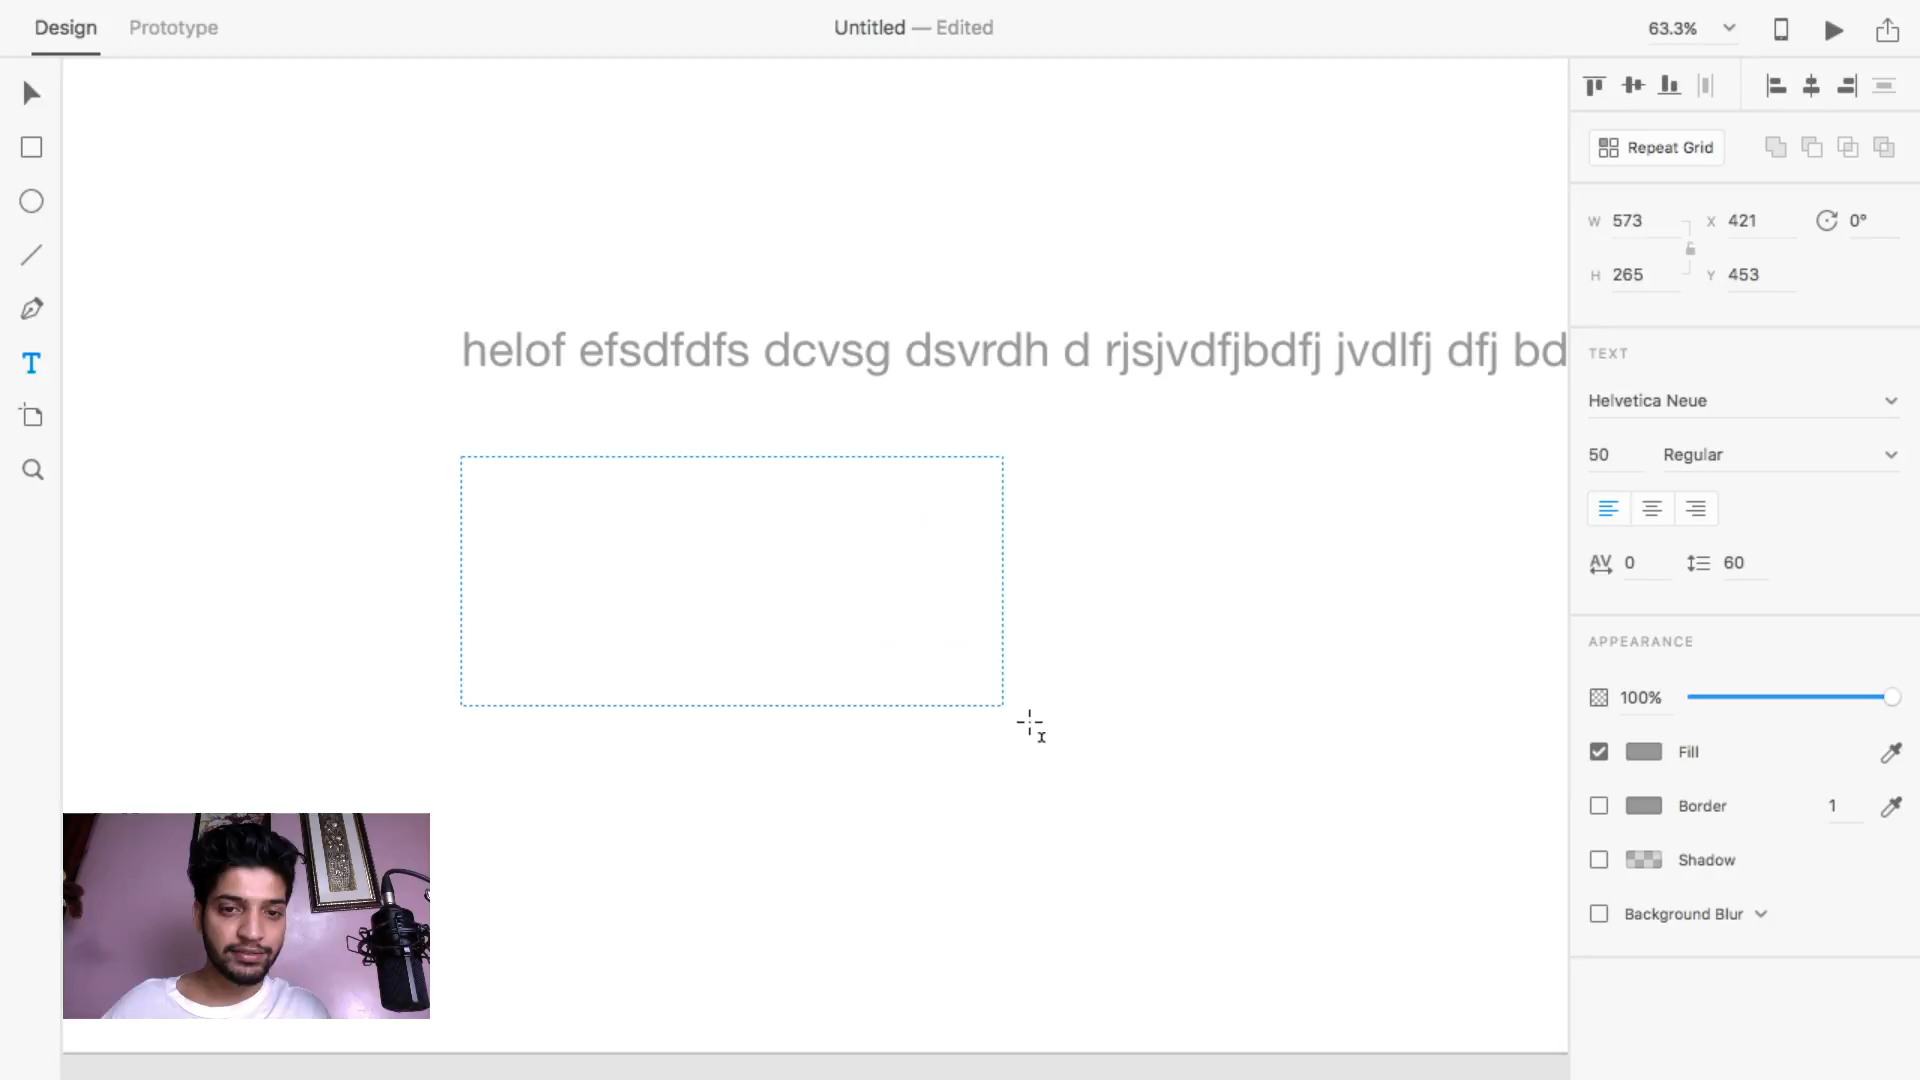 Design Prototype Untitled — Edited 63.3%
Repeat Grid
W 573 X 421 0°
H 265 Y 453
helof efsdfdfs dcvsg dsvrdh d rjsjvdfjbdfj jvdlfj dfj bd
TEXT
Helvetica Neue
50 Regular
AV 0 60
APPEARANCE
100%
Fill
Border 1
Shadow
Background Blur
T